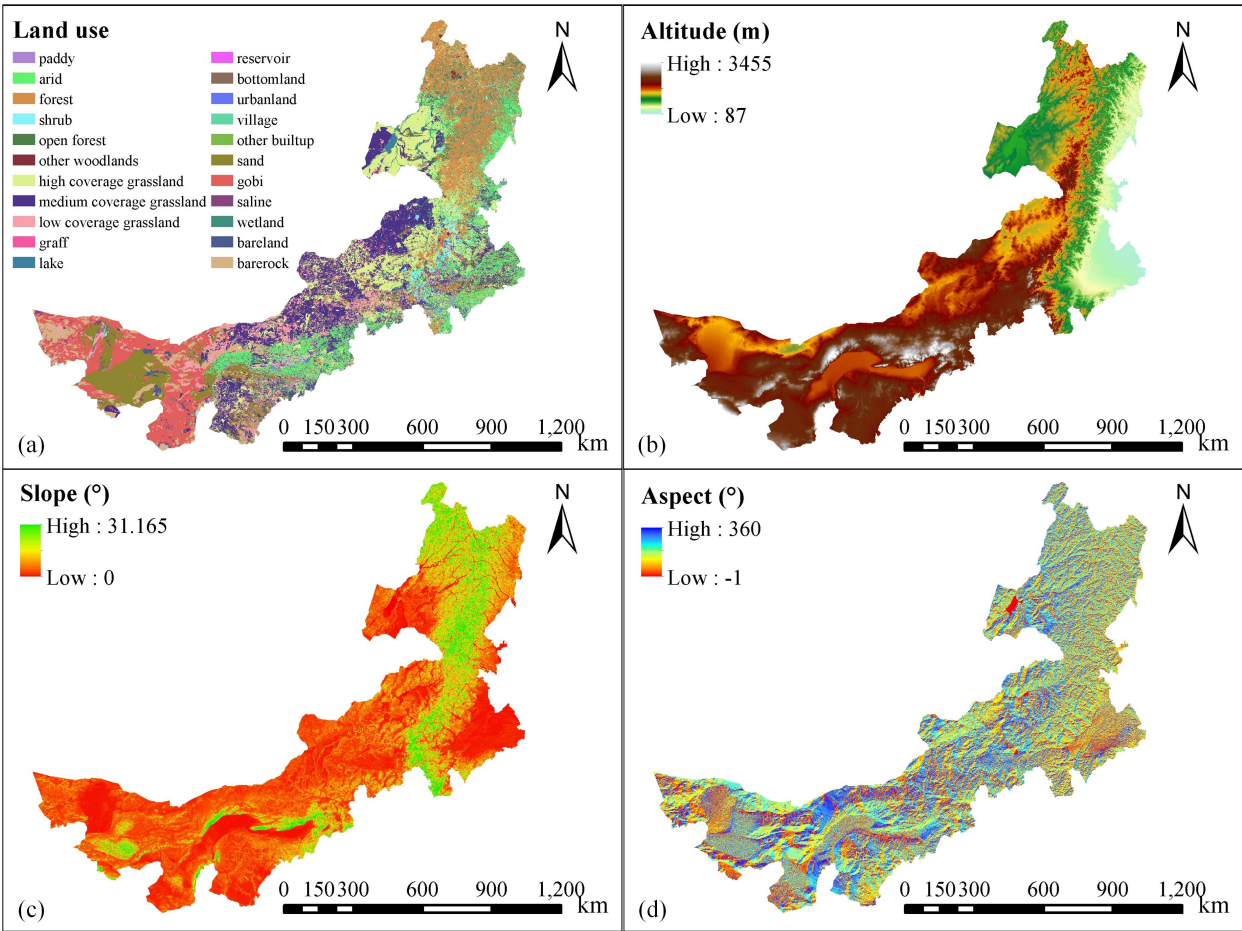 Land use
N
paddy
arid
forest
shrub
open forest
other woodlands
high coverage grassland
medium coverage grassland
low coverage grassland
graff
lake
reservoir
bottomland
urbanland
village
other builtup
sand
gobi
saline
wetland
bareland
barerock
0 150 300 600 900 1,200
km
(a)
Altitude (m)
High : 3455
Low : 87
N
0 150 300 600 900 1,200
km
(b)
Slope (°)
High : 31.165
Low : 0
N
0 150 300 600 900 1,200
km
(c)
Aspect (°)
High : 360
Low : -1
N
0 150 300 600 900 1,200
km
(d)